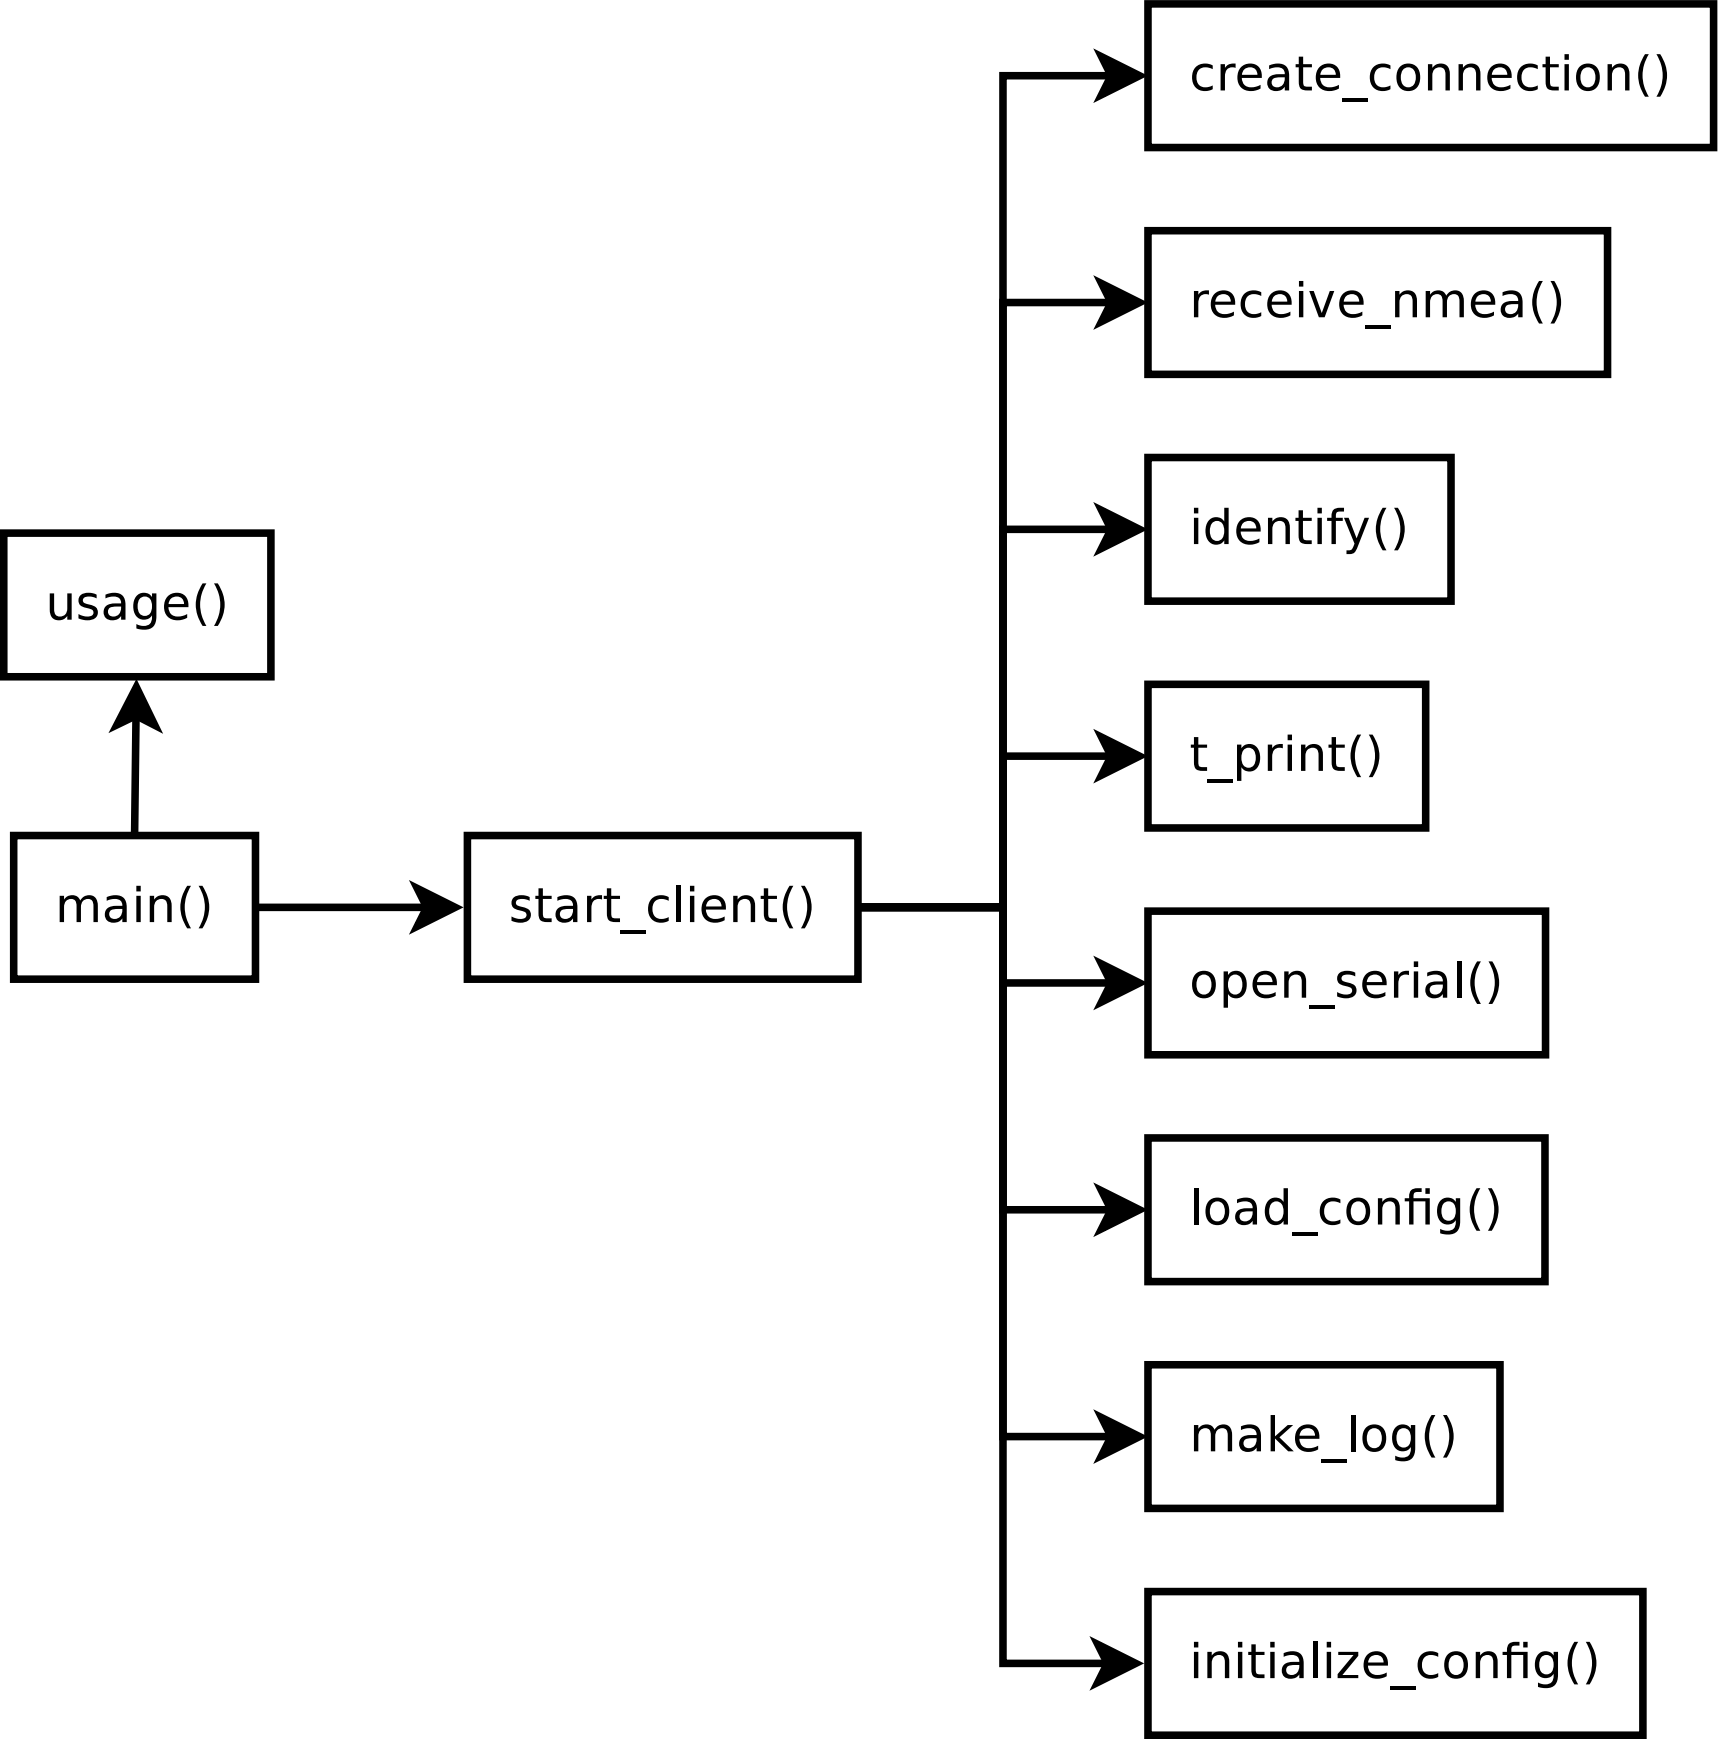 create_connection()
receive_nmea()
identify()
usage()
t_print()
main()
start_client()
open_serial()
load_config()
make_log()
initialize_config()